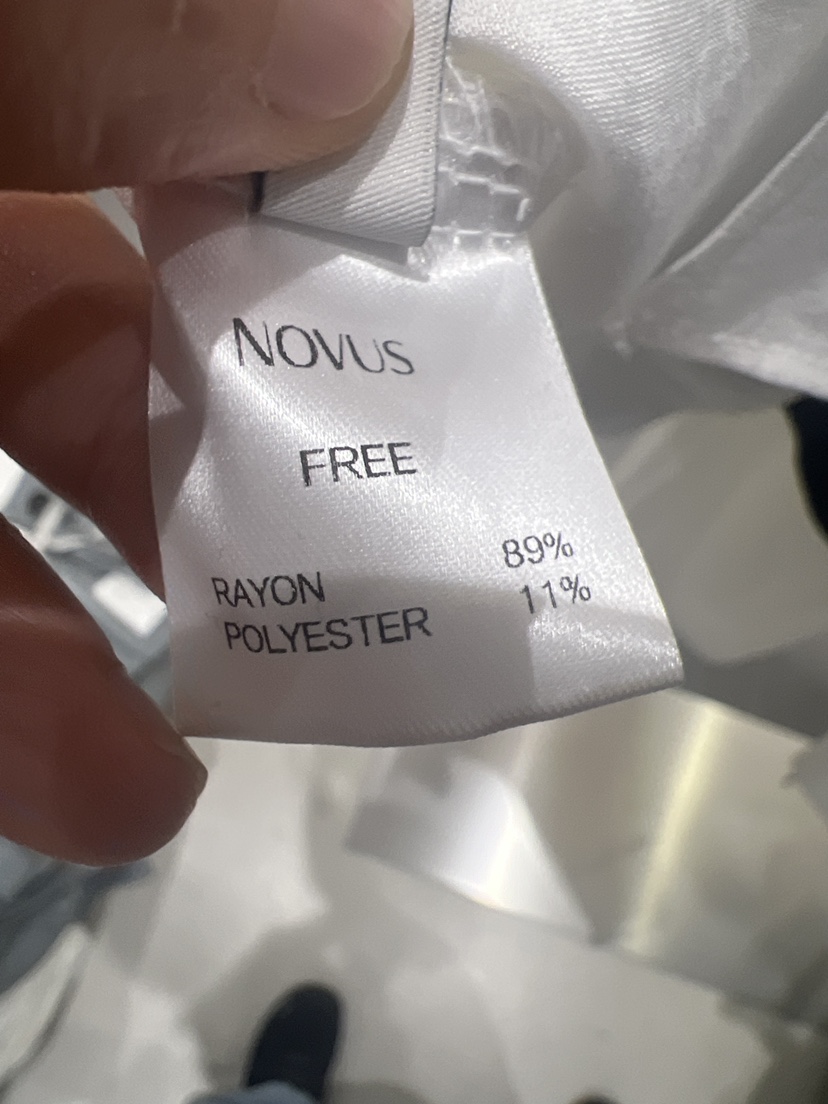 NOVUS
FREE
RAYON 89%
POLYESTER 11%